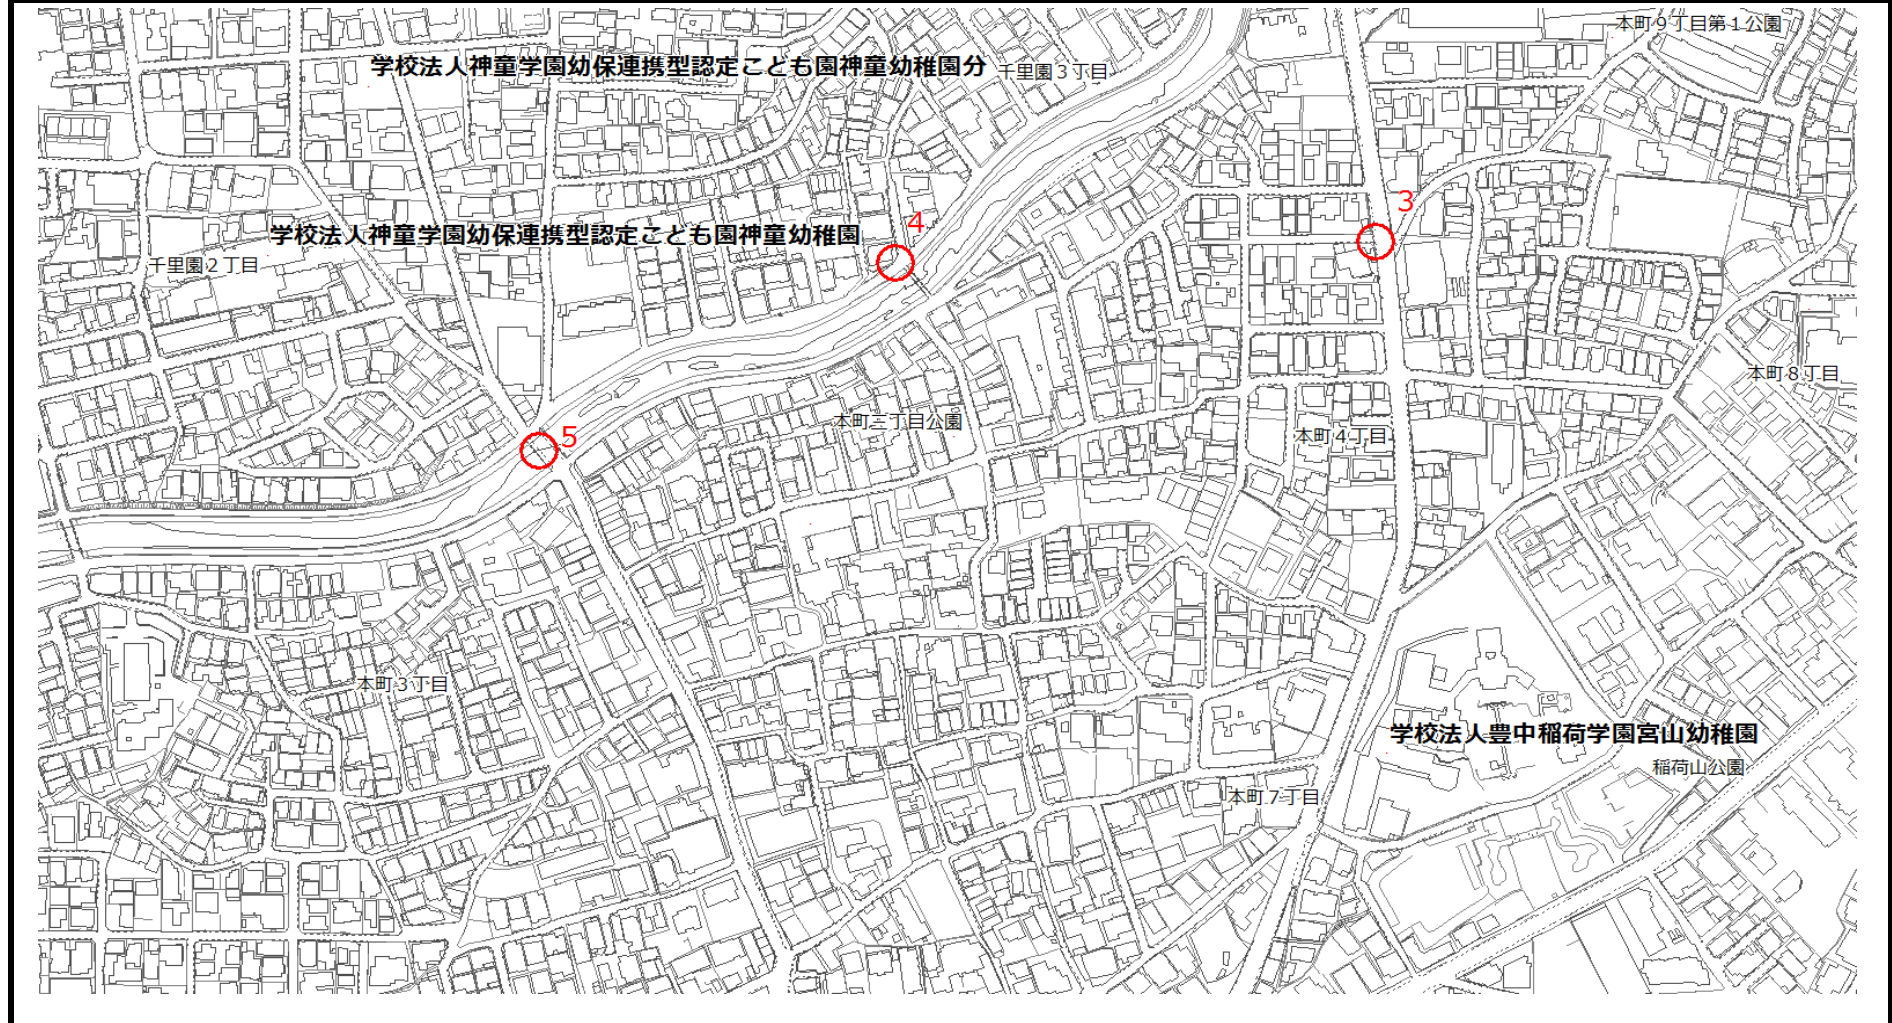 本町9丁目第1公園
学校法人神童学園幼保連携型認定こども園神童幼稚園分
千里園3丁目
3
4
学校法人神童学園幼保連携型認定こども園神童幼稚園
千里園2丁目
本町8丁目
本町三丁目公園
本町4丁目
5
本町3丁目
学校法人豊中稲荷学園宮山幼稚園
稲荷山公園
本町7丁目